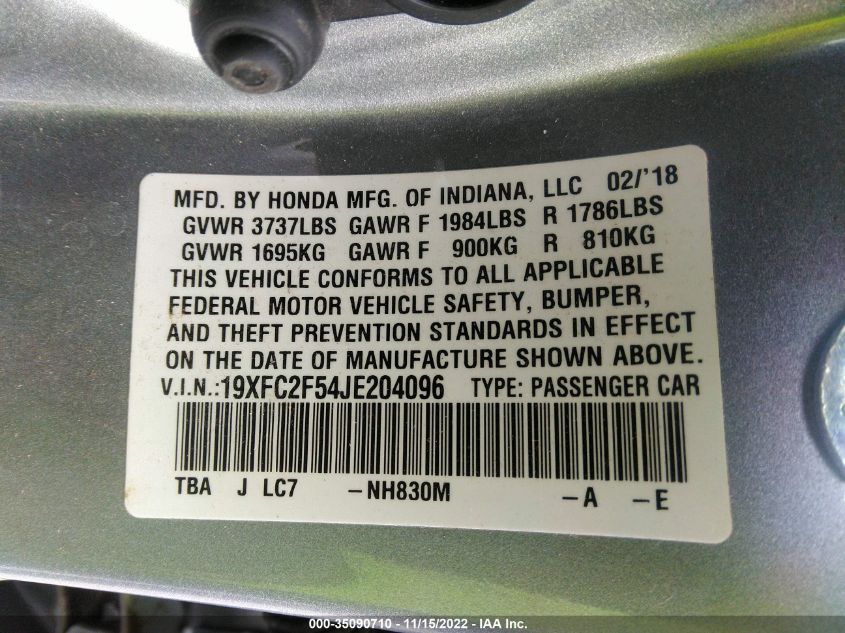 MFD. BY HONDA MFG. OF INDIANA, LLC 02/'18
GVWR 3737LBS GAWR F 1984LBS R 1786LBS
GVWR 1695KG GAWR F 900KG R 810KG
THIS VEHICLE CONFORMS TO ALL APPLICABLE
FEDERAL MOTOR VEHICLE SAFETY, BUMPER,
AND THEFT PREVENTION STANDARDS IN EFFECT
ON THE DATE OF MANUFACTURE SHOWN ABOVE.
V.I.N.:19XFC2F54JE204096 TYPE: PASSENGER CAR
TBA J LC7 -NH830M -A -E
000-35090710 - 11/15/2022 - IAA Inc.